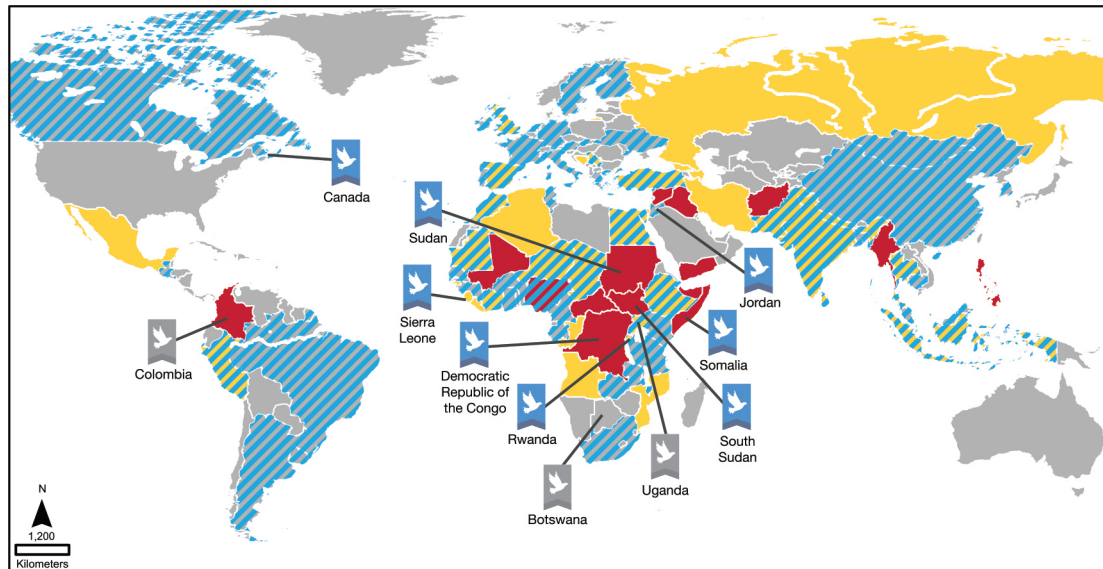 Canada
Sudan
Jordan
Sierra
Leone
Colombia
Somalia
Democratic
Republic of
the Congo
Rwanda
South
Sudan
Uganda
Botswana
N
1,200
Kilometers